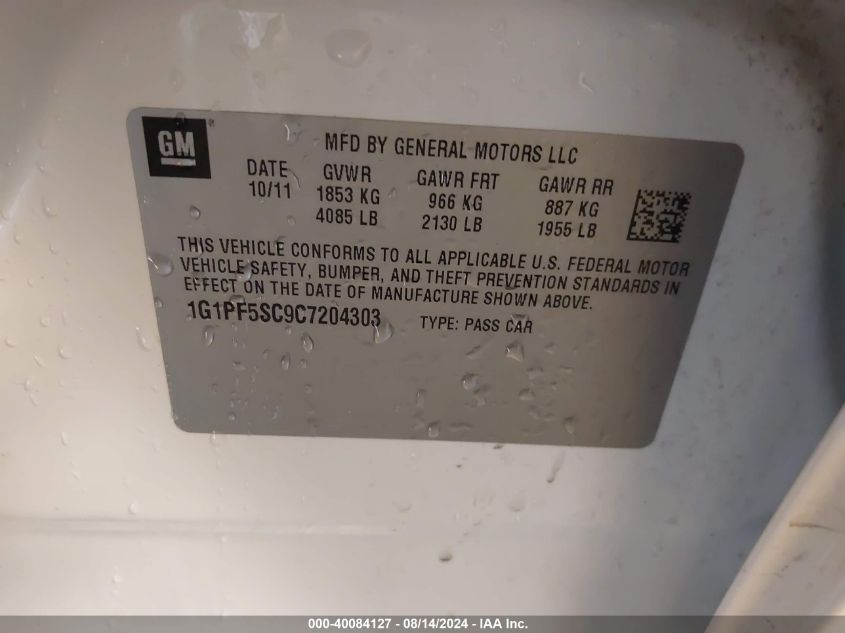 GM ®
MFD BY GENERAL MOTORS LLC
DATE GVWR GAWR FRT GAWR RR
10/11 1853 KG 966 KG 887 KG
4085 LB 2130 LB 1955 LB
THIS VEHICLE CONFORMS TO ALL APPLICABLE U.S. FEDERAL MOTOR
VEHICLE SAFETY, BUMPER, AND THEFT PREVENTION STANDARDS IN
EFFECT ON THE DATE OF MANUFACTURE SHOWN ABOVE.
1G1PF5SC9C7204303 TYPE: PASS CAR
000-40084127 - 08/14/2024 - IAA Inc.